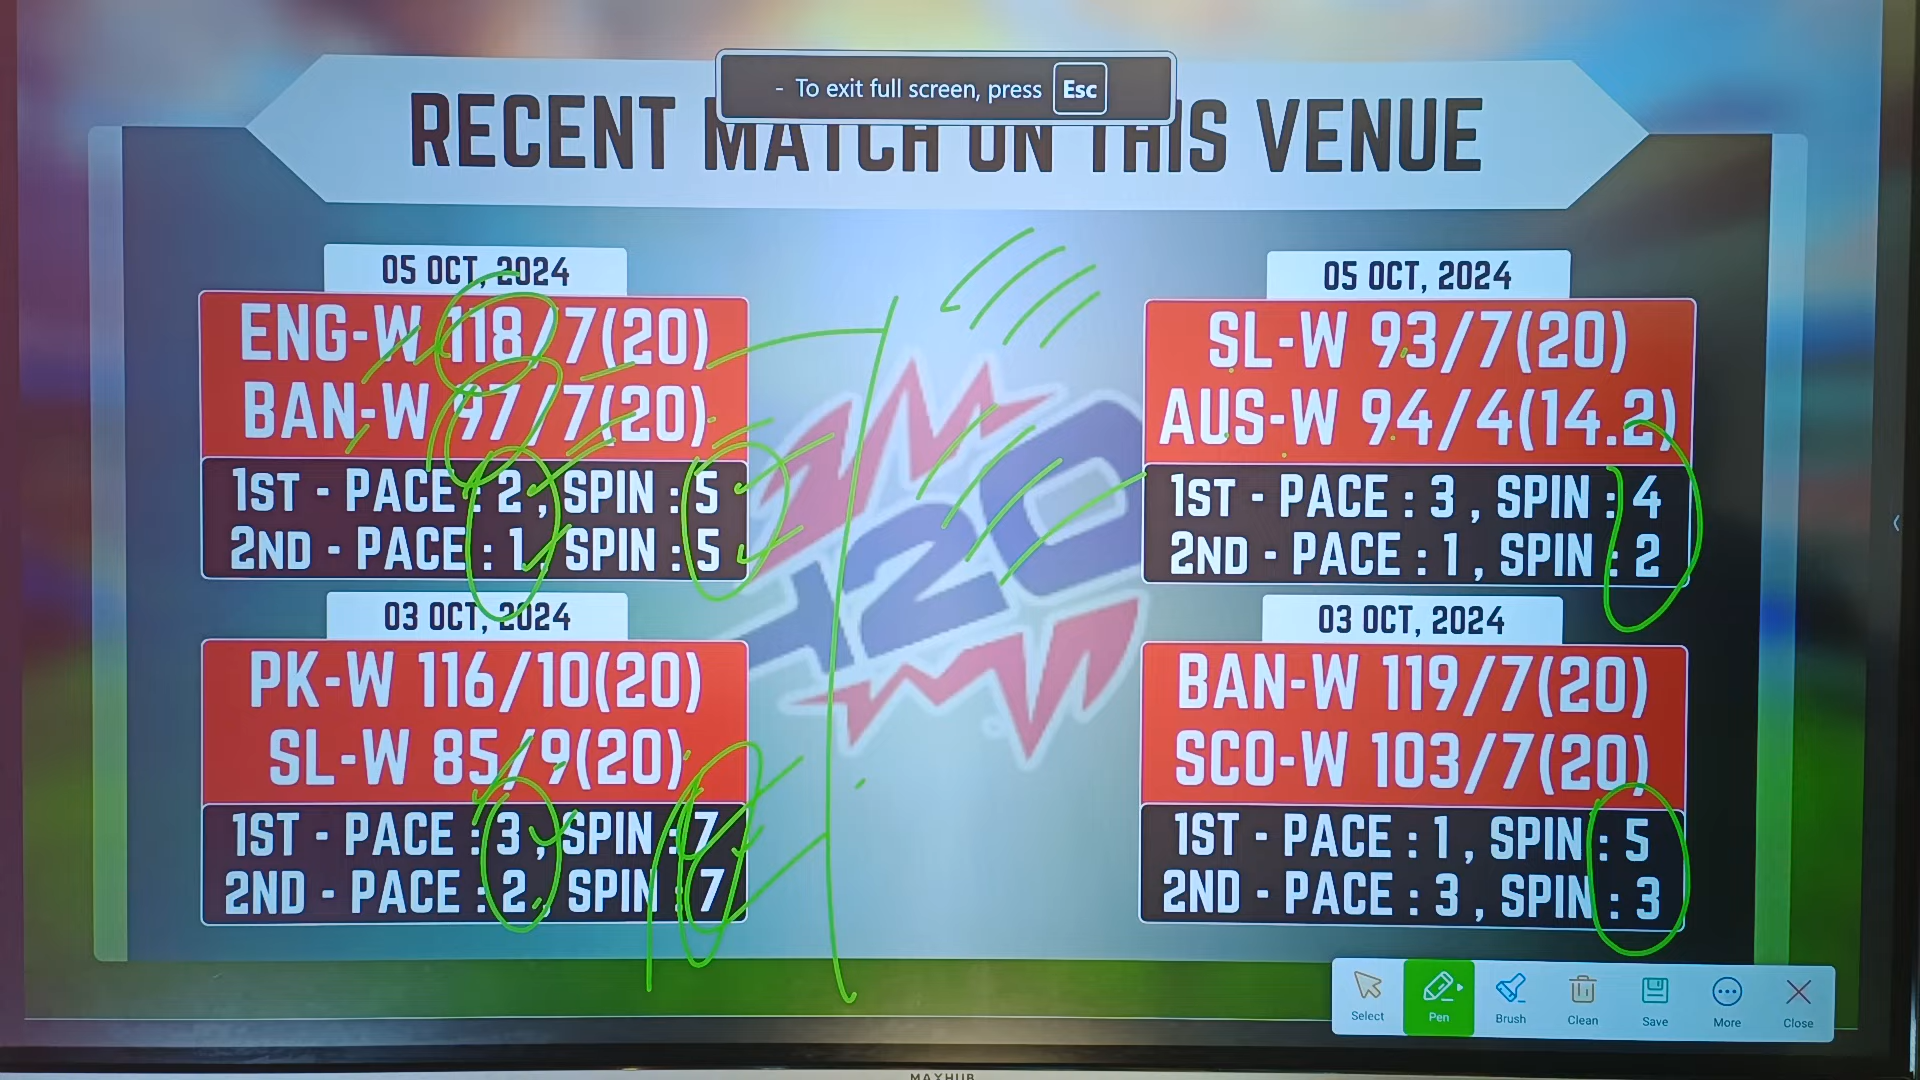 - To exit full screen, press Esc
RECENT MATCH ON THIS VENUE
05 OCT, 2024
ENG-W 118/7(20)
BAN-W 97/7(20)
1ST - PACE : 2 , SPIN : 5
2ND - PACE : 1, SPIN : 5
05 OCT, 2024
SL-W 93/7(20)
AUS-W 94/4(14.2)
1ST - PACE : 3 , SPIN : 4
2ND - PACE : 1 , SPIN : 2
03 OCT, 2024
PK-W 116/10(20)
SL-W 85/9(20)
1ST - PACE : 3 , SPIN : 7
2ND - PACE : 2, SPIN : 7
03 OCT, 2024
BAN-W 119/7(20)
SCO-W 103/7(20)
1ST - PACE : 1 , SPIN : 5
2ND - PACE : 3 , SPIN : 3
Select
Pen
Brush
Clean
Save
More
Close
MAXHUB